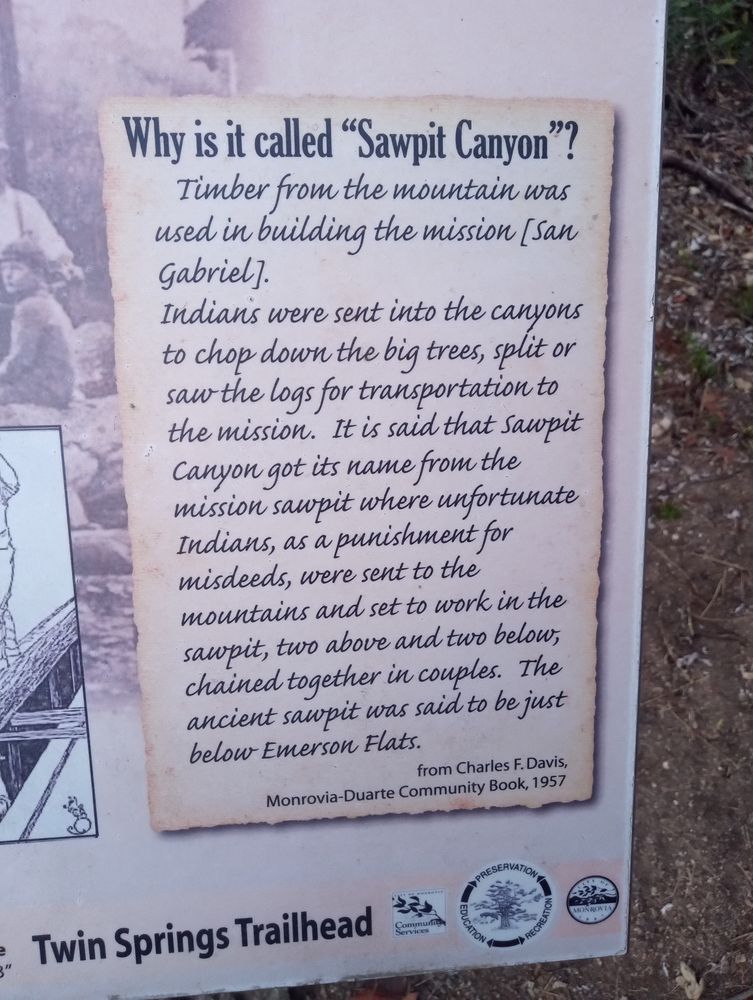 Why is it called “Sawpit Canyon”?
Timber from the mountain was
used in building the mission [San
Gabriel].
Indians were sent into the canyons
to chop down the big trees, split or
saw the logs for transportation to
the mission. It is said that Sawpit
Canyon got its name from the
mission sawpit where unfortunate
Indians, as a punishment for
misdeeds, were sent to the
mountains and set to work in the
sawpit, two above and two below,
chained together in couples. The
ancient sawpit was said to be just
below Emerson Flats.
from Charles F. Davis,
Monrovia-Duarte Community Book, 1957
Twin Springs Trailhead
CITY OF MONROVIA
Community
Services
PRESERVATION
EDUCATION
RECREATION
MONROVIA